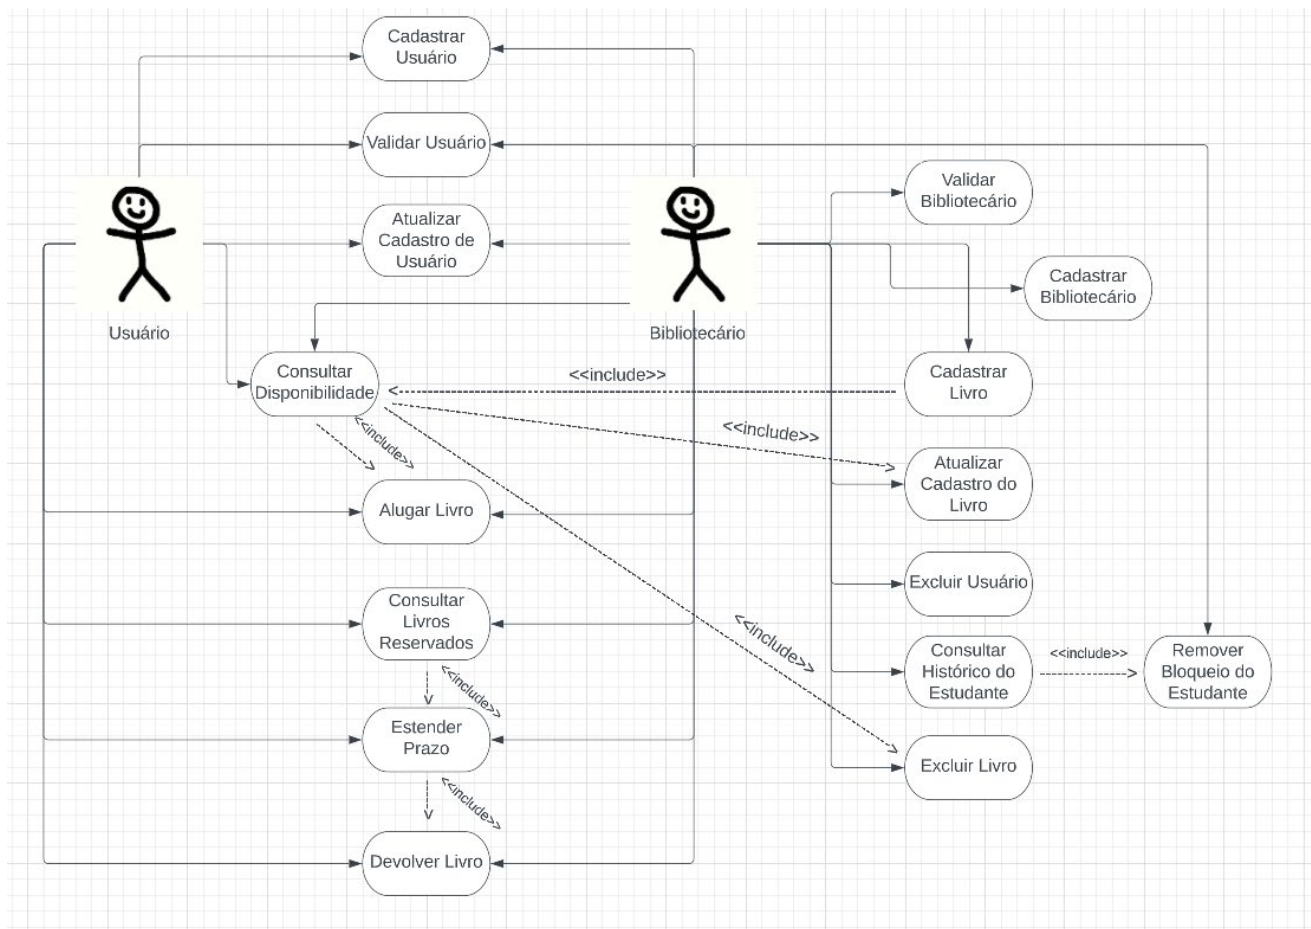 Cadastrar
Usuário
Validar Usuário
Atualizar
Cadastro de
Usuário
Usuário
Bibliotecário
Validar
Bibliotecário
Cadastrar
Bibliotecário
Consultar
Disponibilidade
<<include>>
Cadastrar
Livro
<<include>>
<<include>>
Atualizar
Cadastro do
Livro
Alugar Livro
Excluir Usuário
Consultar
Livros
Reservados
<<include>>
Consultar
Histórico do
Estudante
<<include>>
Remover
Bloqueio do
Estudante
<<include>>
Estender
Prazo
Excluir Livro
<<include>>
Devolver Livro